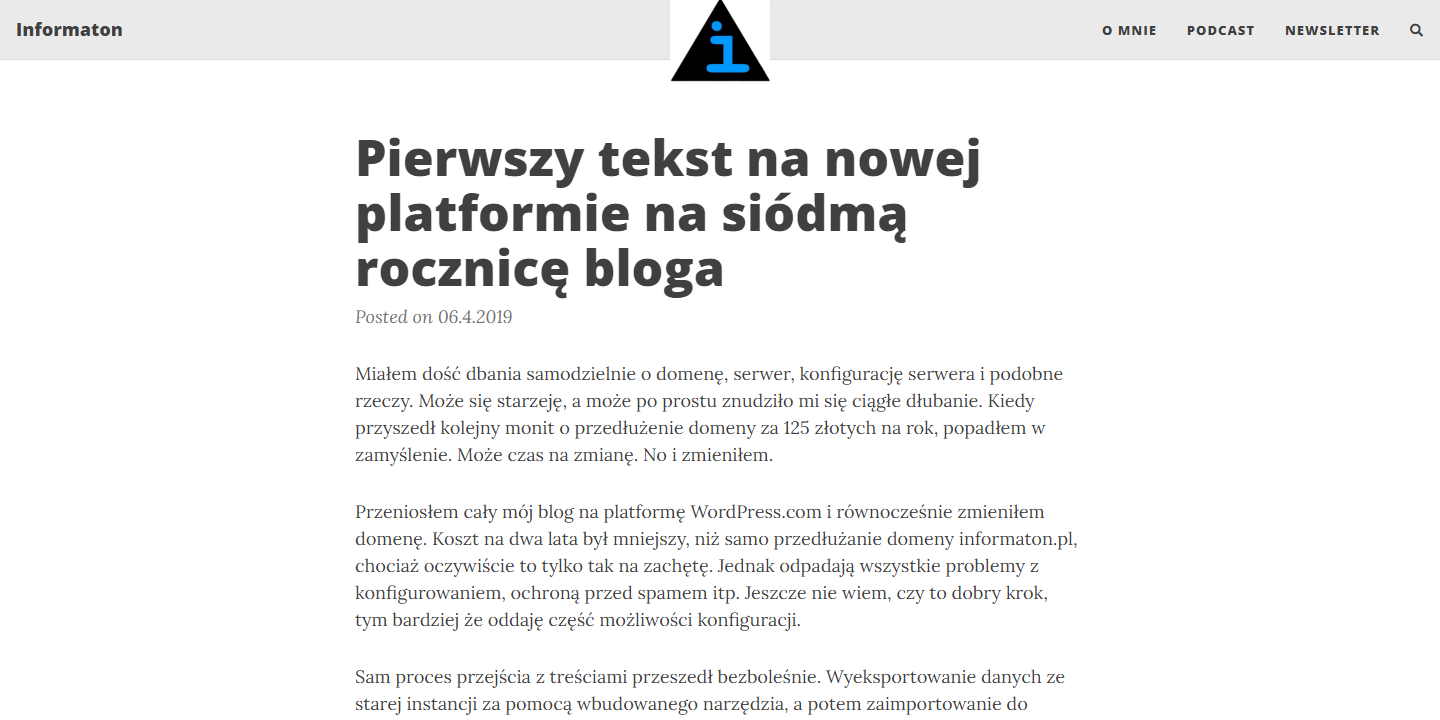 Informaton
i
O MNIE
PODCAST
NEWSLETTER
Pierwszy tekst na nowej
platformie na siódmą
rocznicę bloga
Posted on 06.4.2019
Miałem dość dbania samodzielnie o domenę, serwer, konfigurację serwera i podobne
rzeczy. Może się starzeję, a może po prostu znudziło mi się ciągłe dłubanie. Kiedy
przyszedł kolejny monit o przedłużenie domeny za 125 złotych na rok, popadłem w
zamyślenie. Może czas na zmianę. No i zmieniłem.
Przeniosłem cały mój blog na platformę WordPress.com i równocześnie zmieniłem
domenę. Koszt na dwa lata był mniejszy, niż samo przedłużanie domeny informaton.pl,
chociaż oczywiście to tylko tak na zachętę. Jednak odpadają wszystkie problemy z
konfigurowaniem, ochroną przed spamem itp. Jeszcze nie wiem, czy to dobry krok,
tym bardziej że oddaję część możliwości konfiguracji.
Sam proces przejścia z treściami przeszedł bezboleśnie. Wyeksportowanie danych ze
starej instancji za pomocą wbudowanego narzędzia, a potem zaimportowanie do